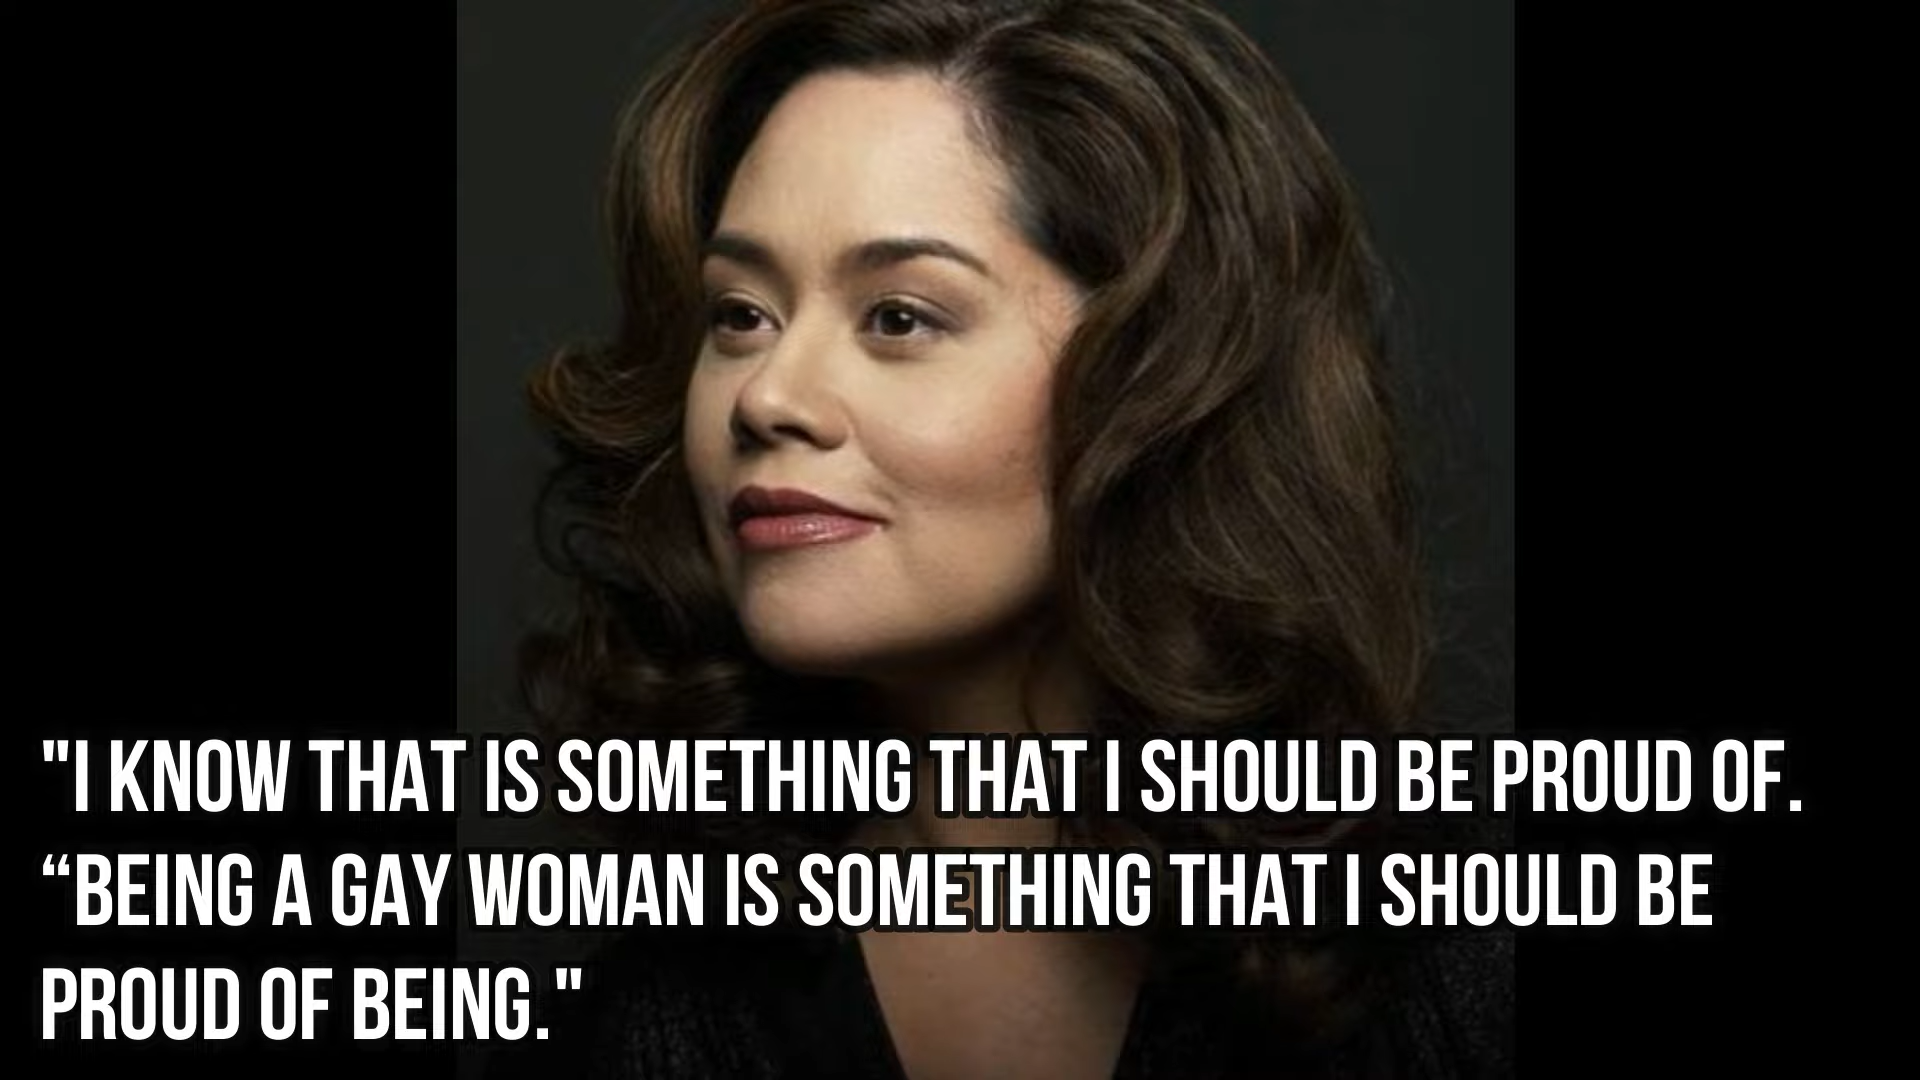 "I KNOW THAT IS SOMETHING THAT I SHOULD BE PROUD OF.
“BEING A GAY WOMAN IS SOMETHING THAT I SHOULD BE
PROUD OF BEING."